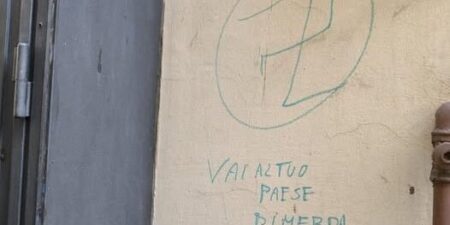 VAI AL TUO
PAESE
DI MERDA